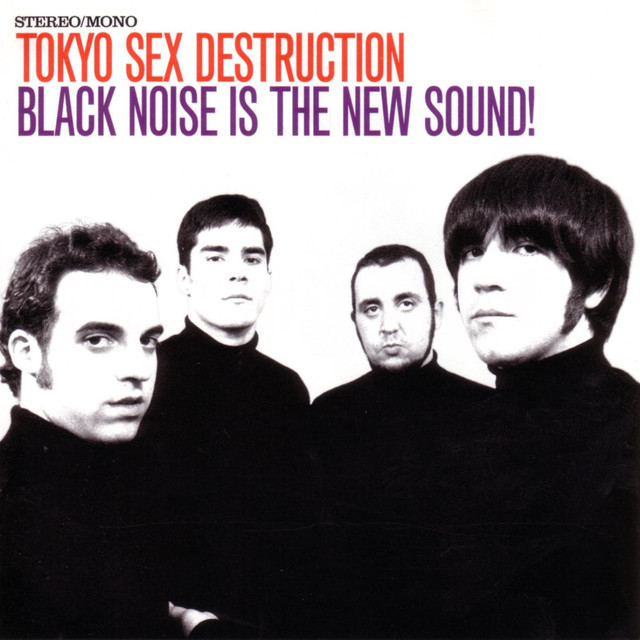 STEREO/MONO
TOKYO SEX DESTRUCTION
BLACK NOISE IS THE NEW SOUND!